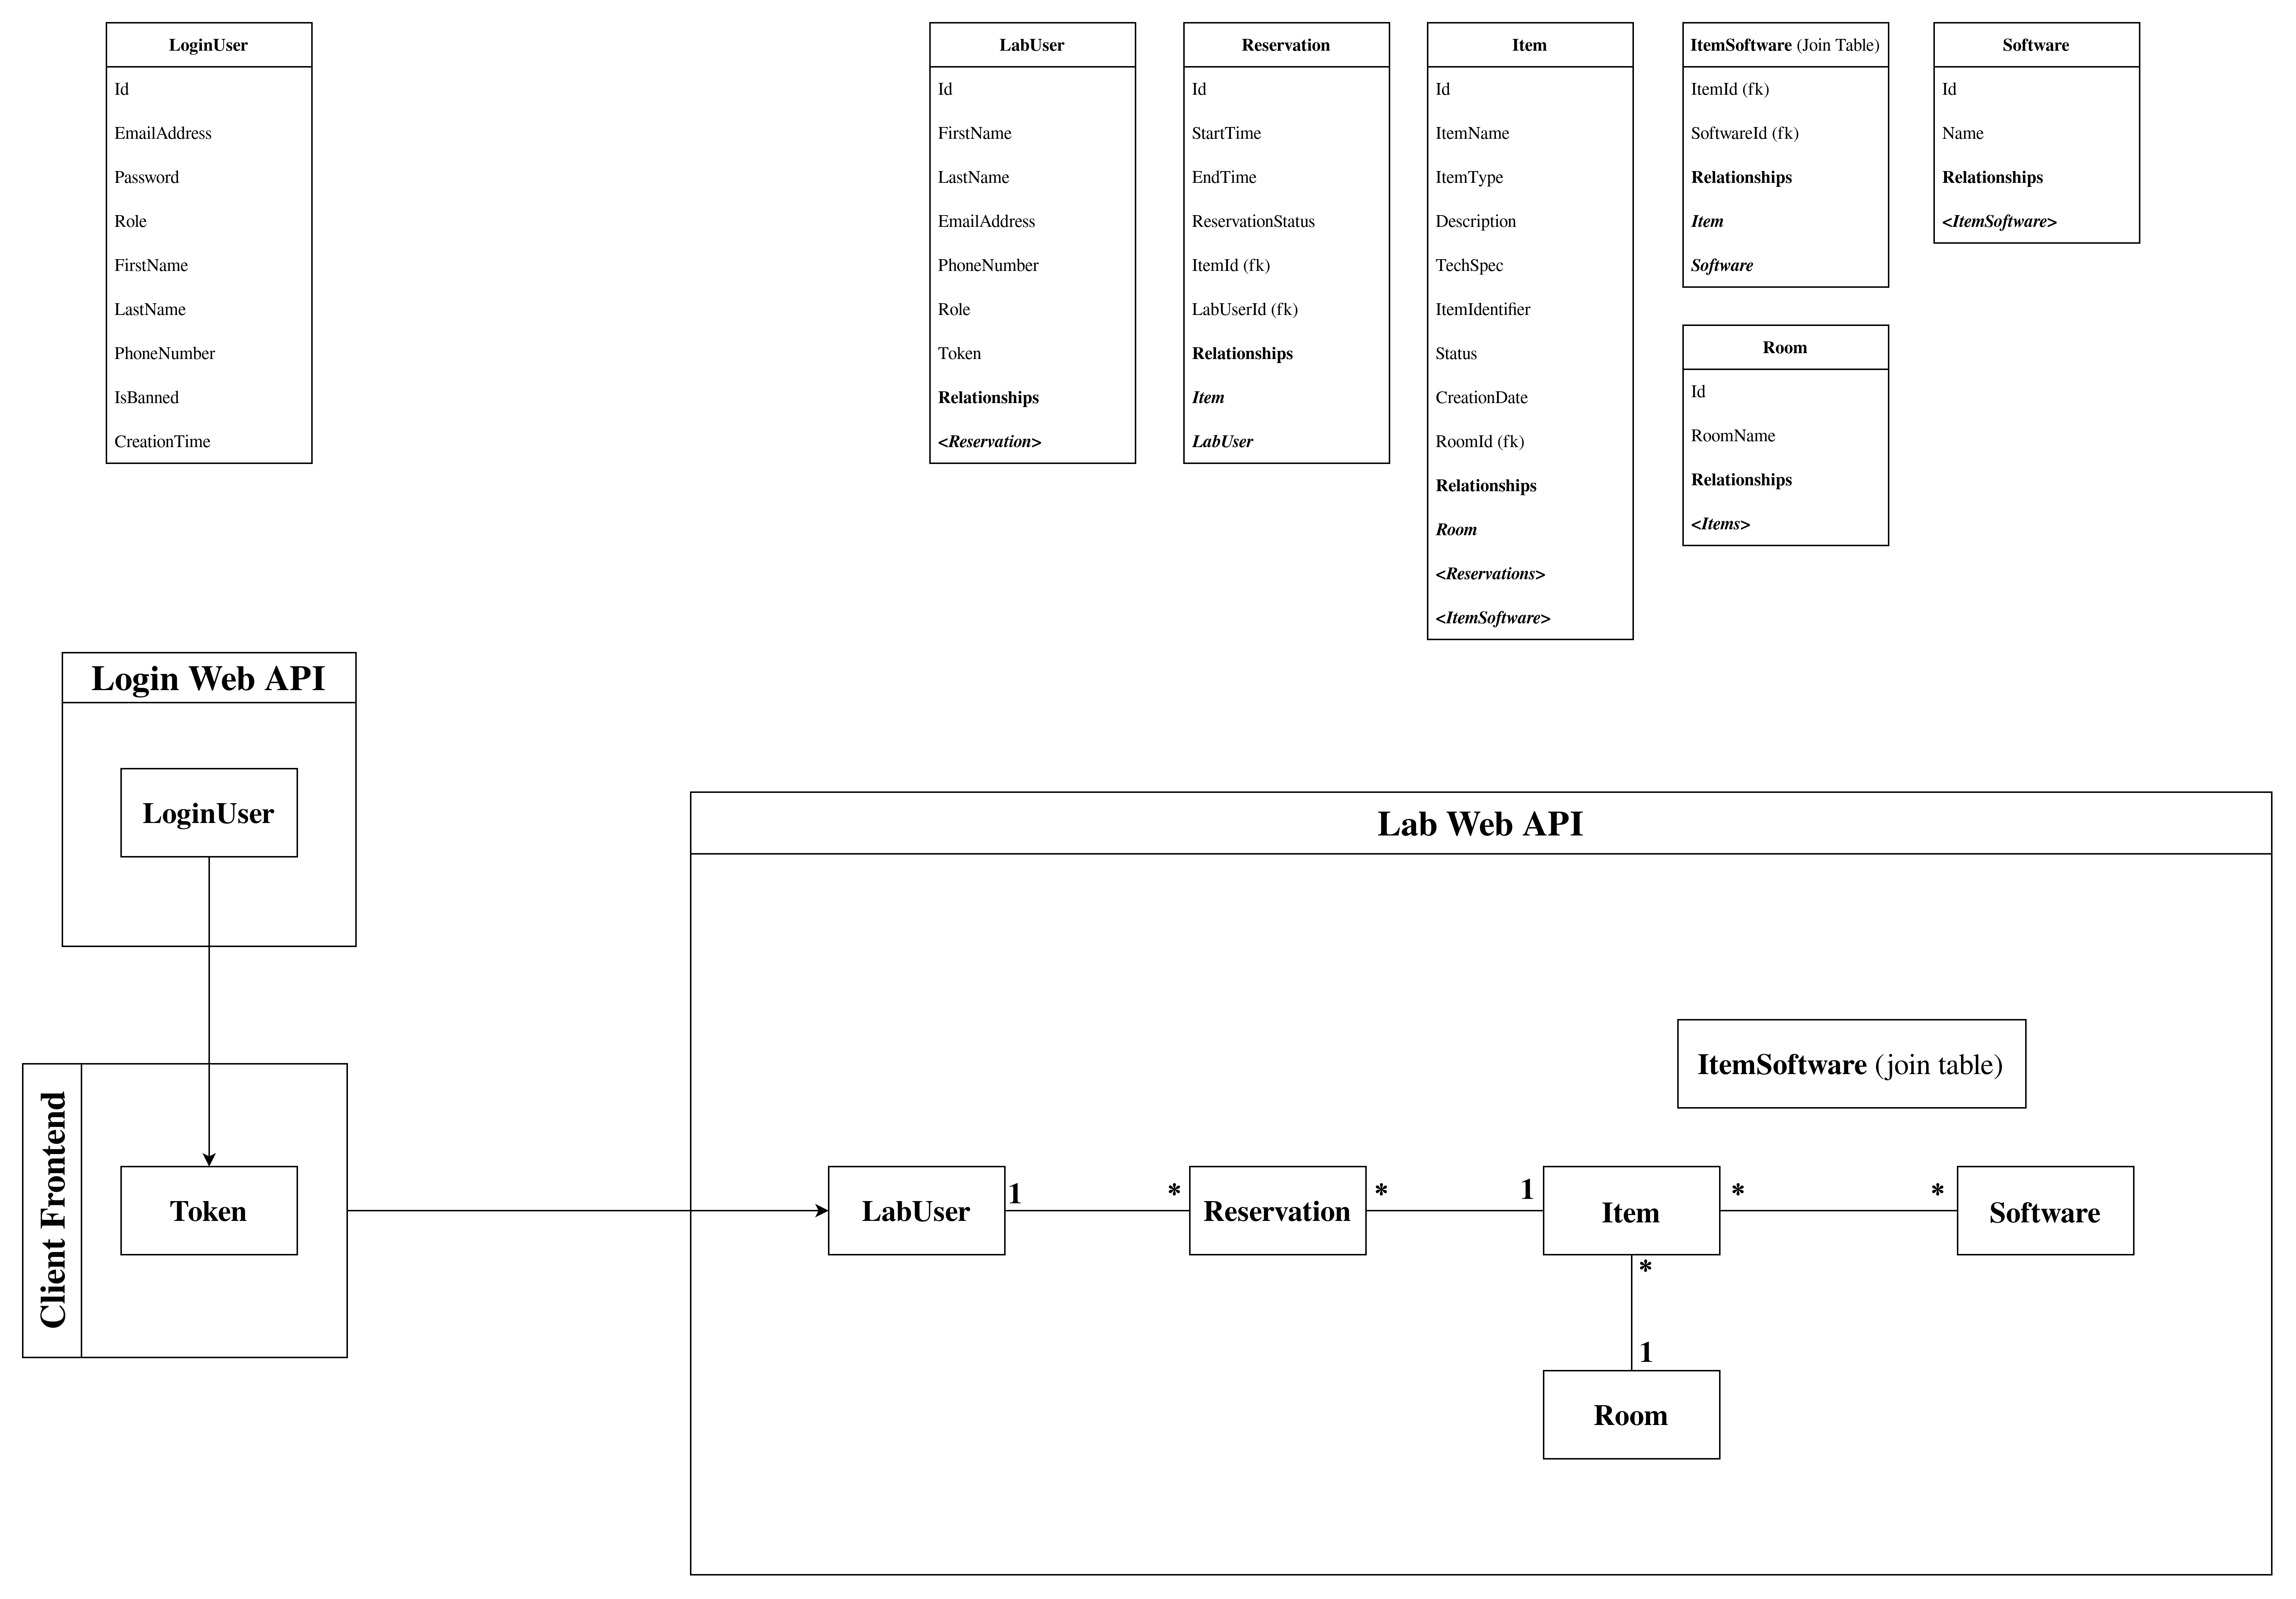 LoginUser
Id
EmailAddress
Password
Role
FirstName
LastName
PhoneNumber
IsBanned
CreationTime
LabUser
Id
FirstName
LastName
EmailAddress
PhoneNumber
Role
Token
Relationships
<Reservation>
Reservation
Id
StartTime
EndTime
ReservationStatus
ItemId (fk)
LabUserId (fk)
Relationships
Item
LabUser
Item
Id
ItemName
ItemType
Description
TechSpec
ItemIdentifier
Status
CreationDate
RoomId (fk)
Relationships
Room
<Reservations>
<ItemSoftware>
ItemSoftware (Join Table)
ItemId (fk)
SoftwareId (fk)
Relationships
Item
Software
Room
Id
RoomName
Relationships
<Items>
Software
Id
Name
Relationships
<ItemSoftware>
Login Web API
LoginUser
Client Frontend
Token
Lab Web API
ItemSoftware (join table)
LabUser
1
*
Reservation
*
1
Item
*
*
Software
*
1
Room